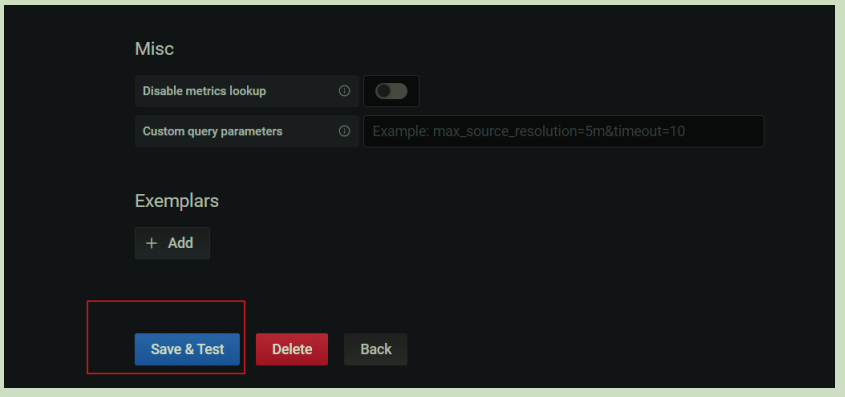 Misc
Disable metrics lookup
Custom query parameters Example: max_source_resolution=5m&timeout=10
Exemplars
+ Add
Save & Test Delete Back